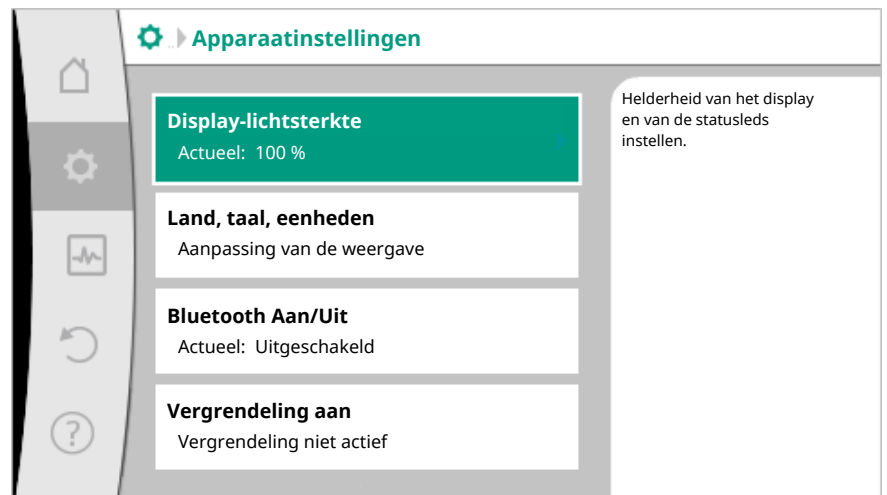 Apparaatinstellingen
Display-lichtsterkte
Actueel: 100 %
Land, taal, eenheden
Aanpassing van de weergave
Bluetooth Aan/Uit
Actueel: Uitgeschakeld
Vergrendeling aan
Vergrendeling niet actief
Helderheid van het display
en van de statusleds
instellen.
?